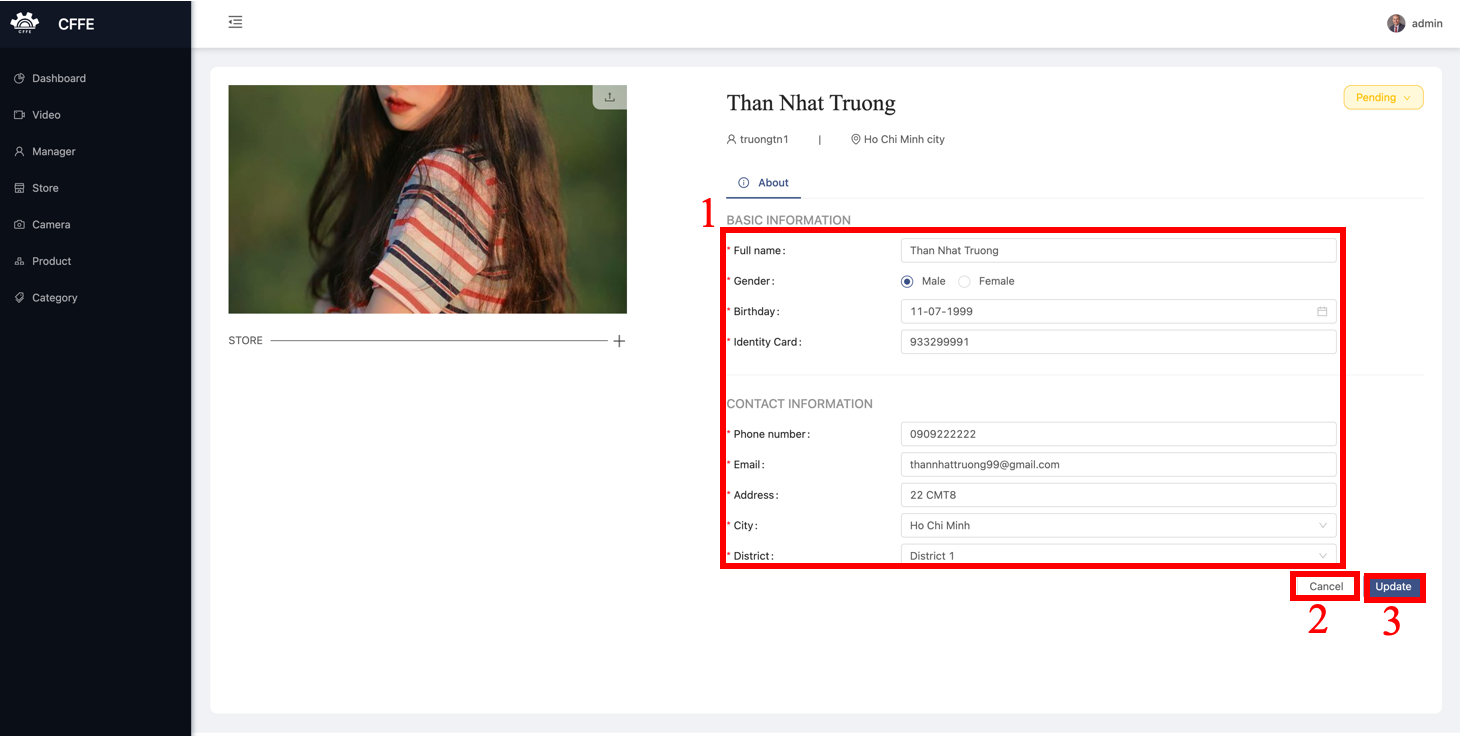 CFFE
CFFE
admin
Dashboard
Video
Manager
Store
Camera
Product
Category
STORE
Than Nhat Truong
Pending
truongtn1 | Ho Chi Minh city
About
1
BASIC INFORMATION
* Full name: Than Nhat Truong
* Gender: Male Female
* Birthday: 11-07-1999
* Identity Card: 933299991
CONTACT INFORMATION
* Phone number: 0909222222
* Email: thannhattruong99@gmail.com
* Address: 22 CMT8
* City: Ho Chi Minh
* District: District 1
Cancel Update
2 3